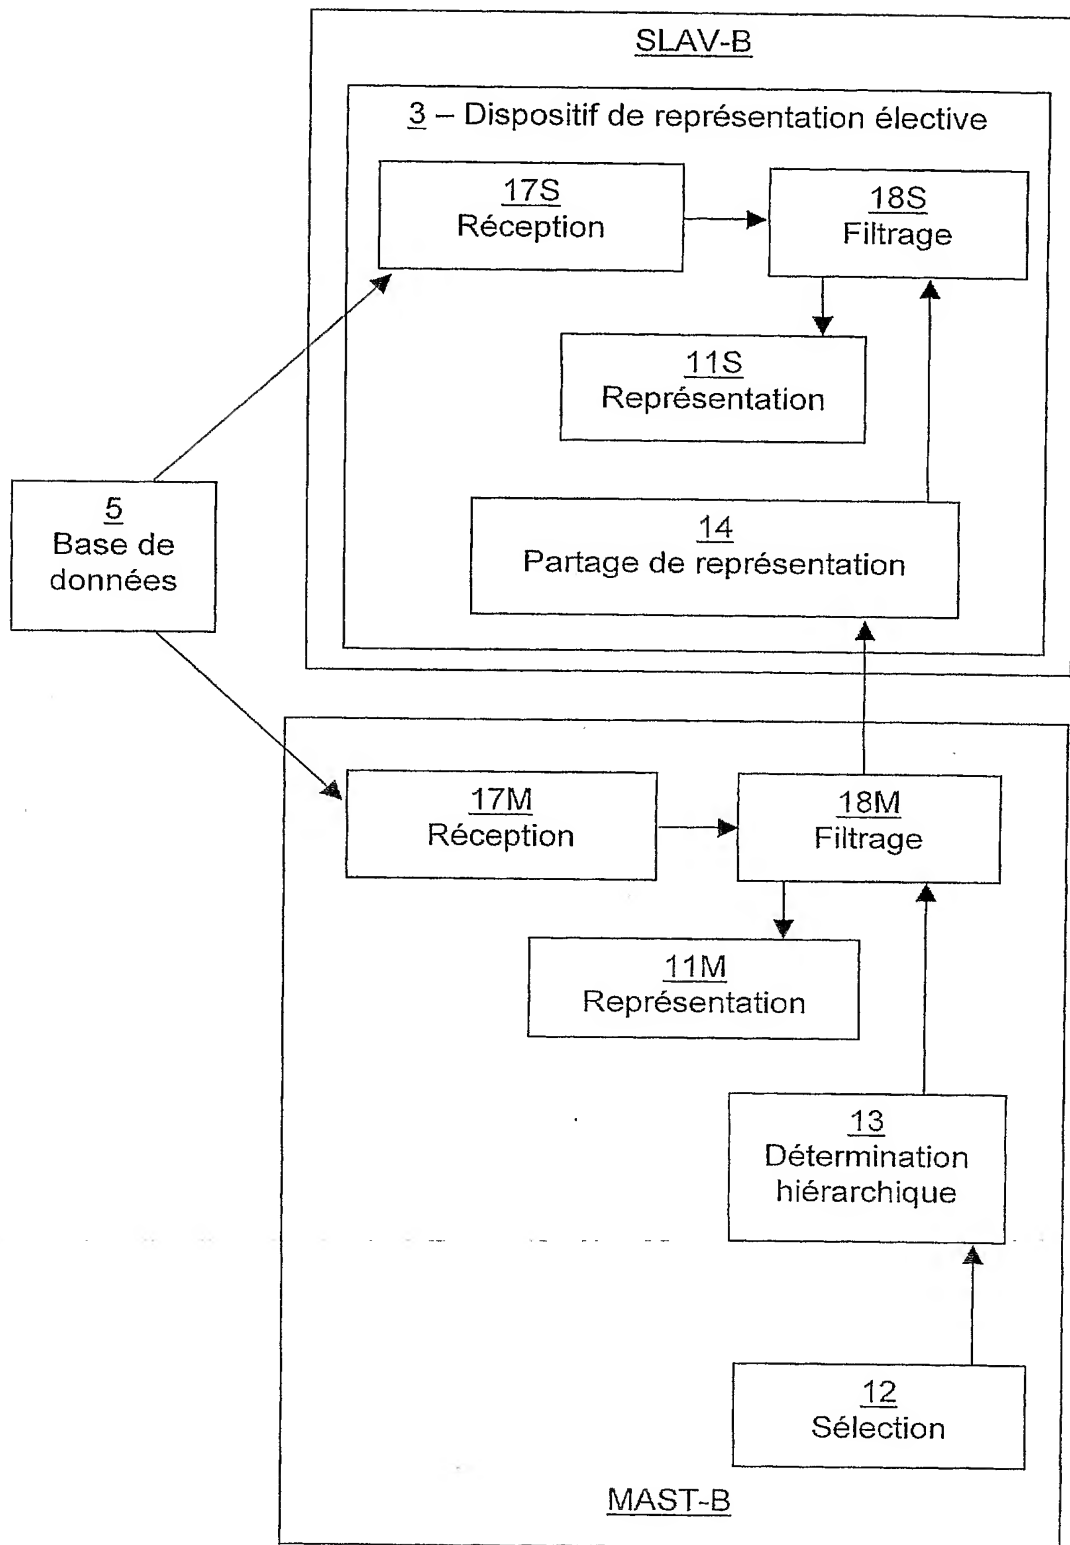 SLAV-B
3 – Dispositif de représentation élective
17S
Réception
18S
Filtrage
11S
Représentation
5
Base de
données
14
Partage de représentation
17M
Réception
18M
Filtrage
11M
Représentation
13
Détermination
hiérarchique
12
Sélection
MAST-B